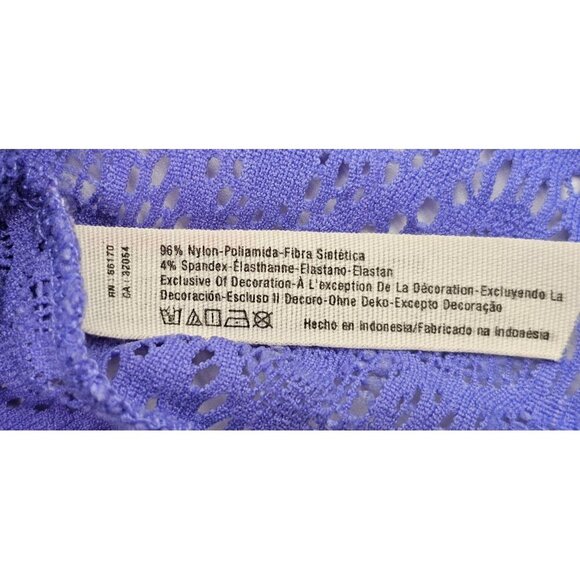 RN : 66170
CA : 32054
96% Nylon-Poliamida-Fibra Sintética
4% Spandex-Élasthanne-Elastano-Elastan
Exclusive Of Decoration-À L'exception De La Décoration-Excluyendo La
Decoración-Escluso Il Decoro-Ohne Deko-Excepto Decoração
Hecho en Indonesia/Fabricado na Indonésia